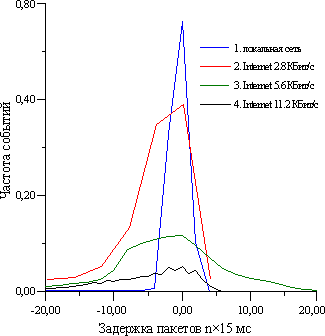 0,80
1. локальная сеть
2. Internet 2.8 КБит/с
3. Internet 5.6 КБит/с
4. Internet 11.2 КБит/с
0,40
Частота событий
0,20
0,00
-20,00 -10,00 0,00 10,00 20,00
Задержка пакетов n×15 мс